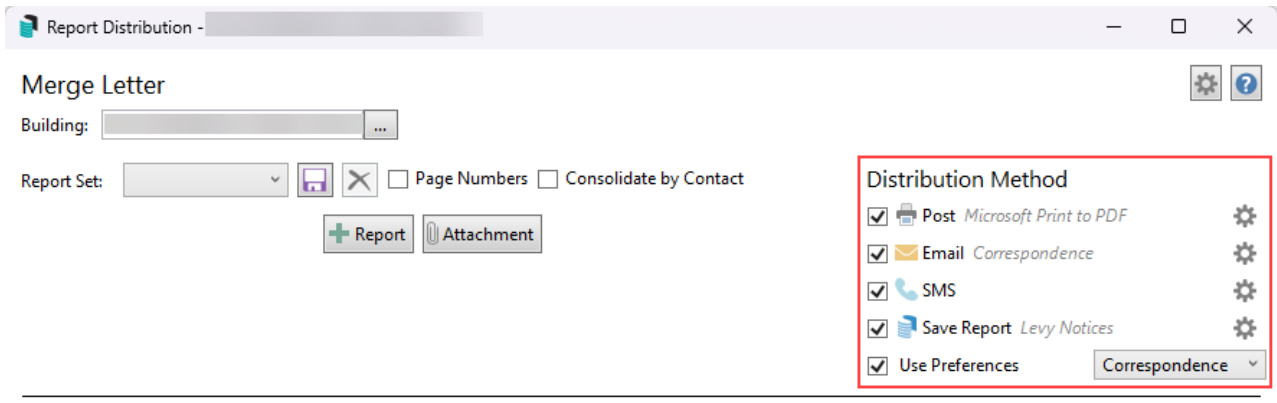 Report Distribution -
Merge Letter
Building: ...
Report Set: Page Numbers Consolidate by Contact
Report Attachment
Distribution Method
Post Microsoft Print to PDF
Email Correspondence
SMS
Save Report Levy Notices
Use Preferences Correspondence